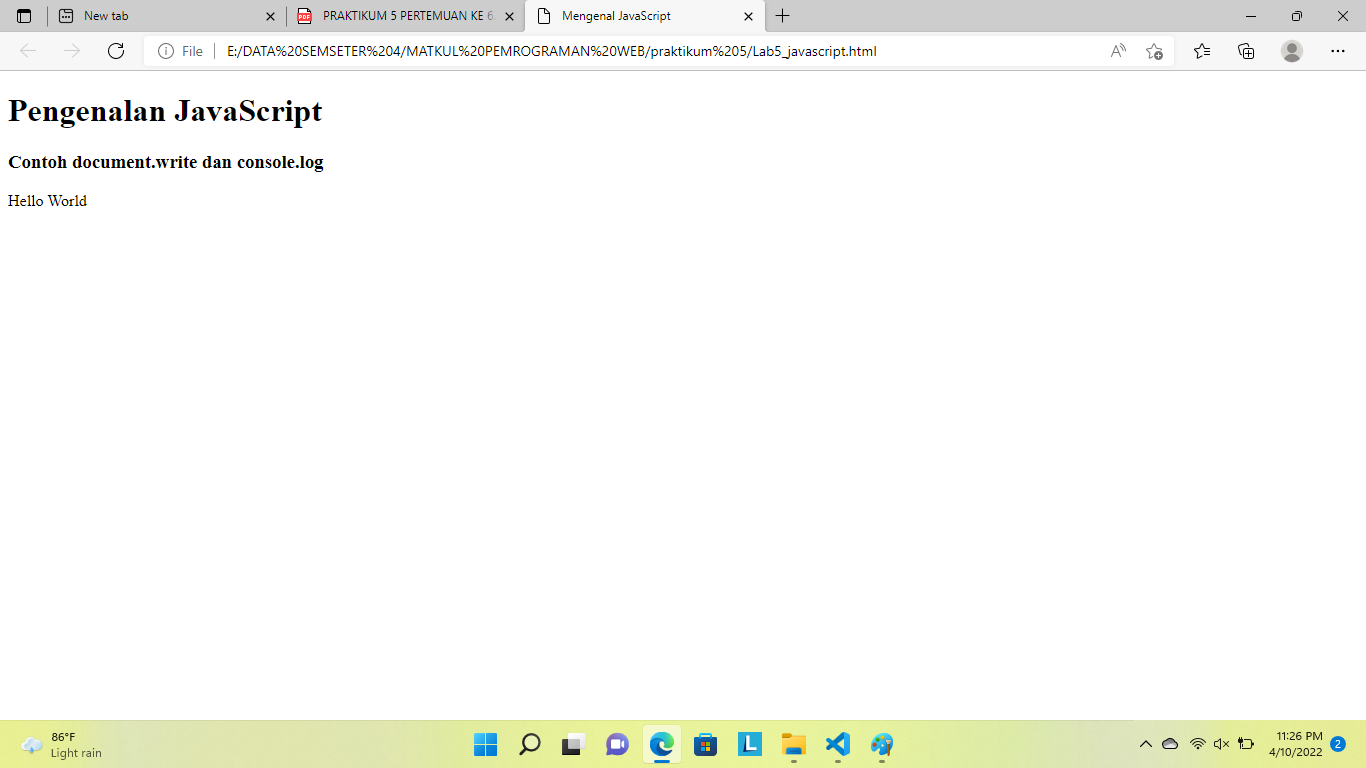 New tab
PRAKTIKUM 5 PERTEMUAN KE 6
Mengenal JavaScript
File
E:/DATA%20SEMSETER%204/MATKUL%20PEMROGRAMAN%20WEB/praktikum%205/Lab5_javascript.html
Pengenalan JavaScript
Contoh document.write dan console.log
Hello World
86°F
Light rain
11:26 PM
4/10/2022
2